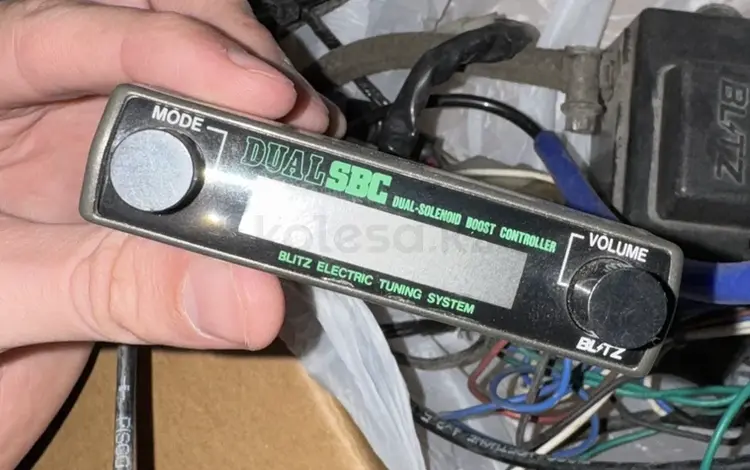 MODE
DUAL SBC
DUAL-SOLENOID BOOST CONTROLLER
BLITZ ELECTRIC TUNING SYSTEM
VOLUME
BLITZ
BLITZ
kolesa.kz